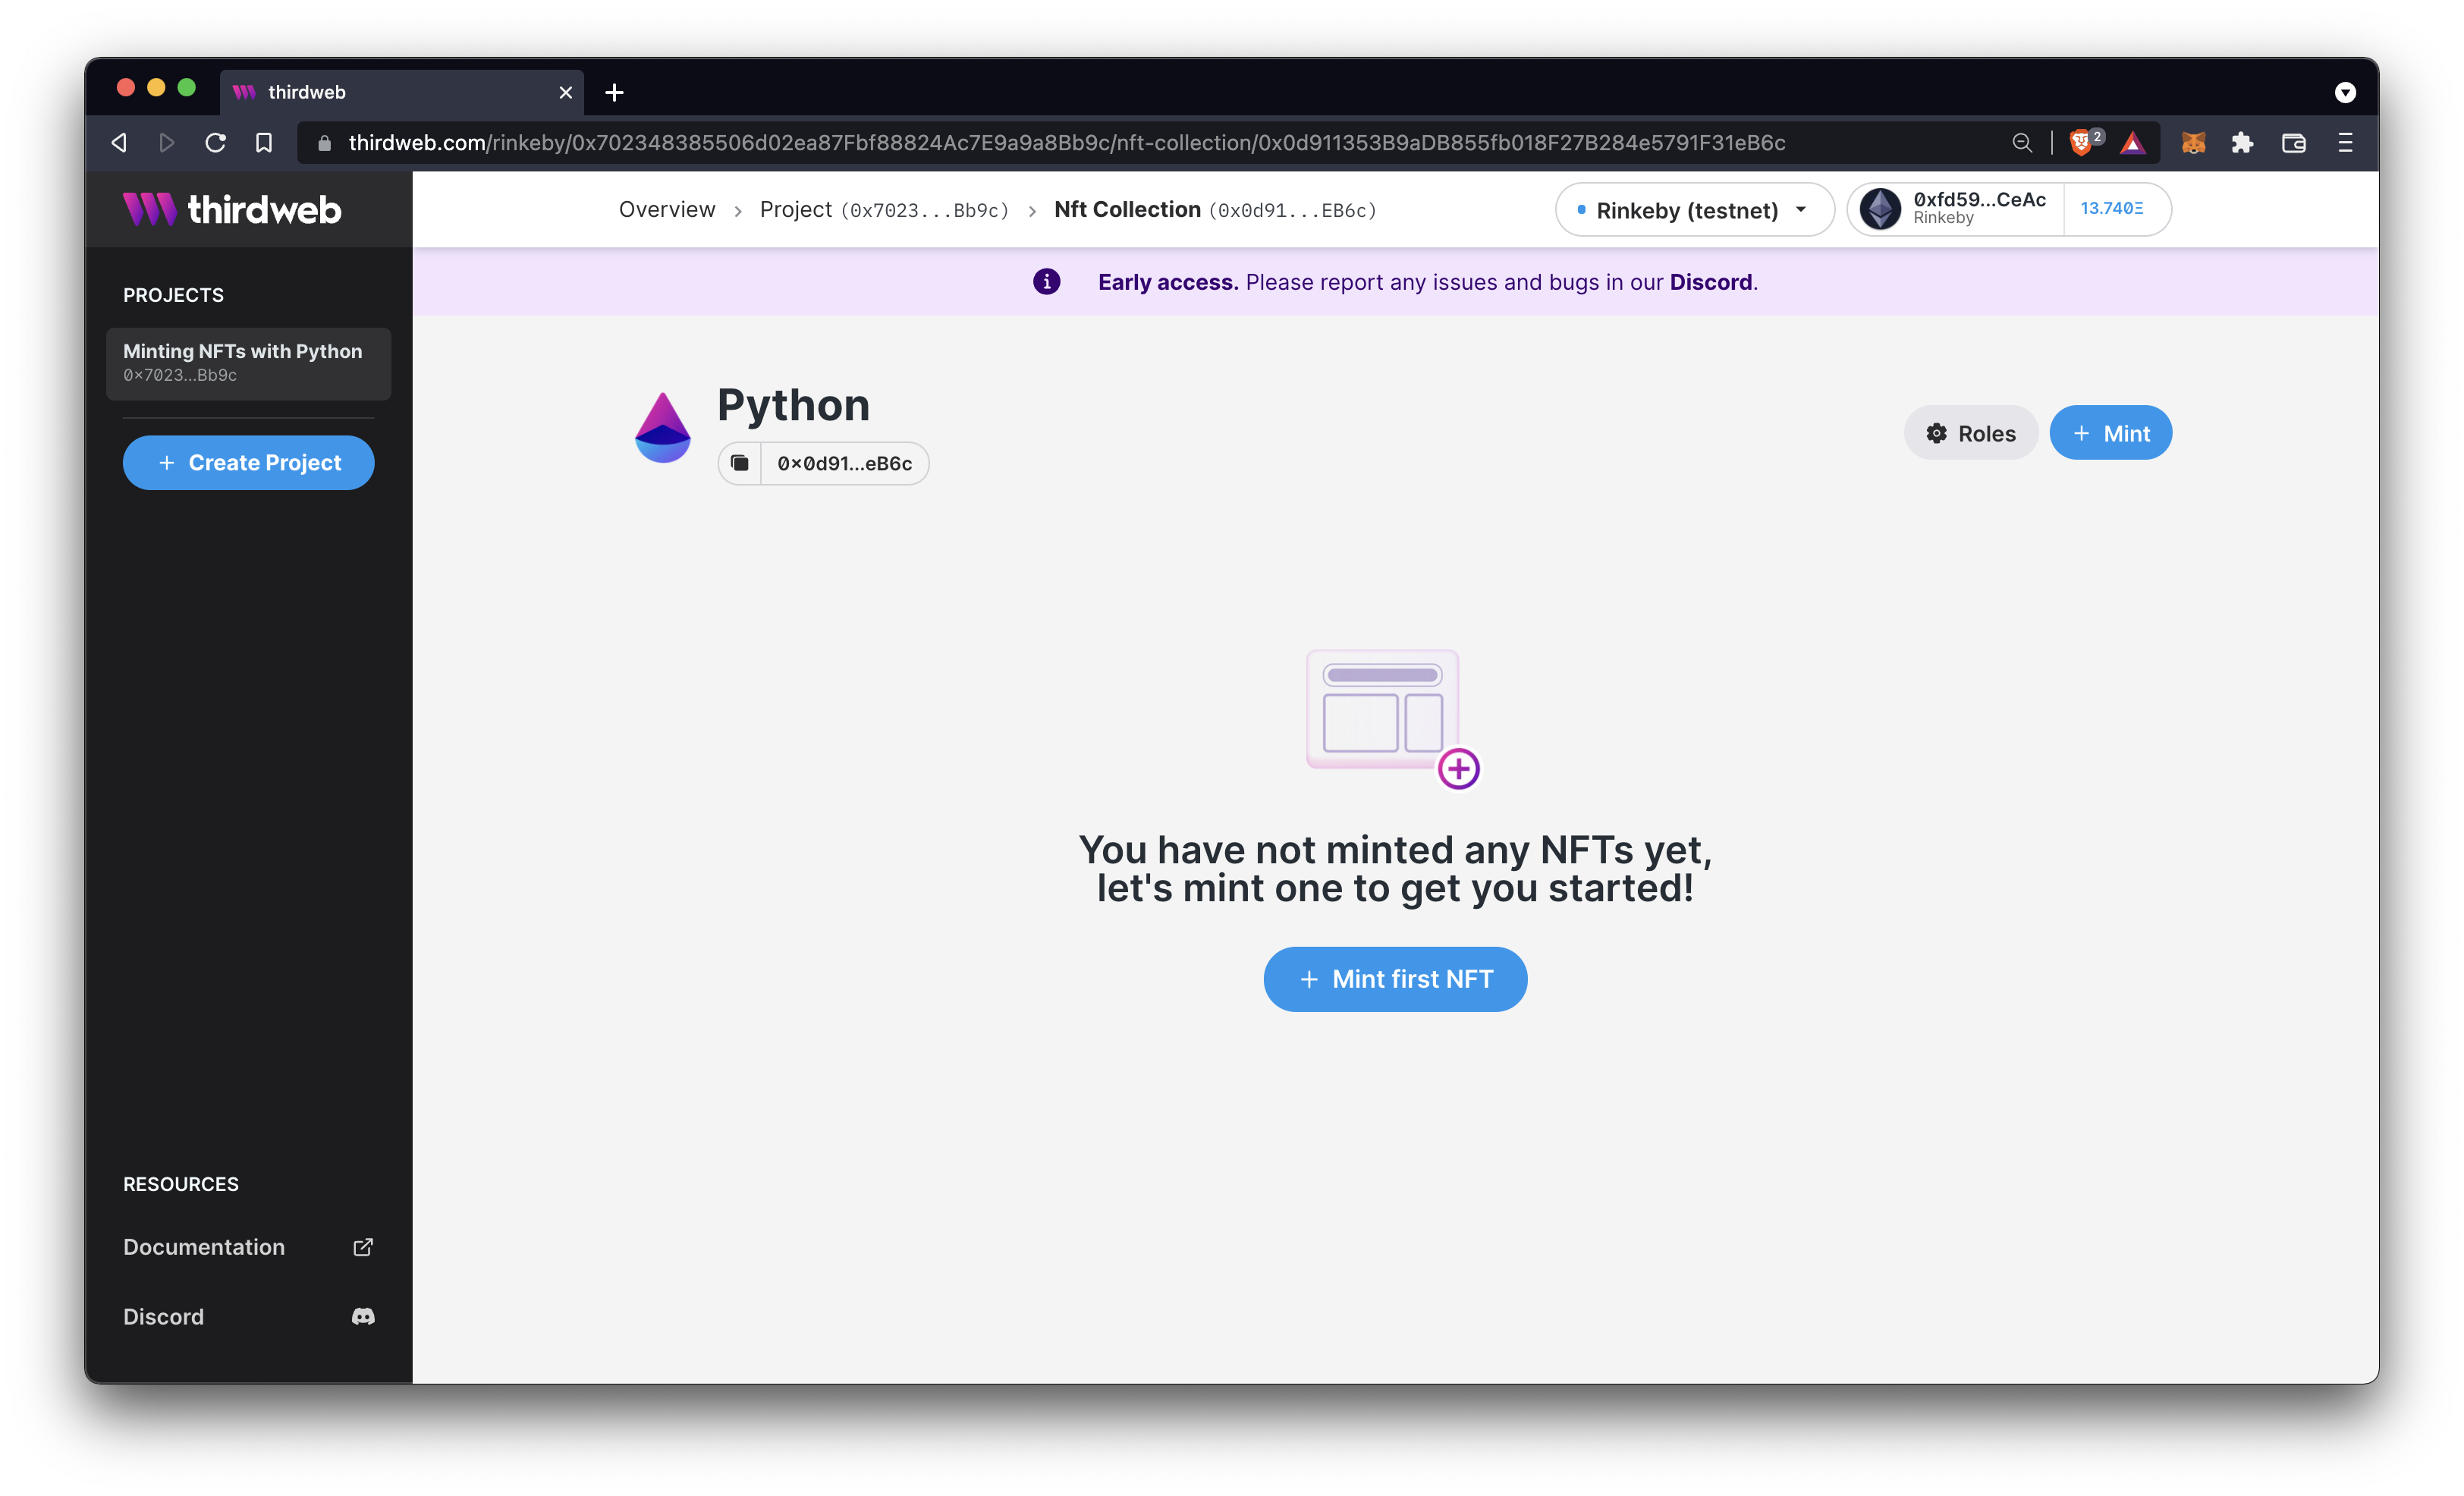 thirdweb
thirdweb.com/rinkeby/0x702348385506d02ea87Fbf88824Ac7E9a9a8Bb9c/nft-collection/0x0d911353B9aDB855fb018F27B284e5791F31eB6c
2
thirdweb
Overview › Project (0x7023...Bb9c) › Nft Collection (0x0d91...EB6c)
Rinkeby (testnet)
0xfd59...CeAc
Rinkeby
13.740Ξ
Early access. Please report any issues and bugs in our Discord.
PROJECTS
Minting NFTs with Python
0x7023...Bb9c
+ Create Project
Python
0x0d91...eB6c
Roles
+ Mint
You have not minted any NFTs yet,
let's mint one to get you started!
+ Mint first NFT
RESOURCES
Documentation
Discord